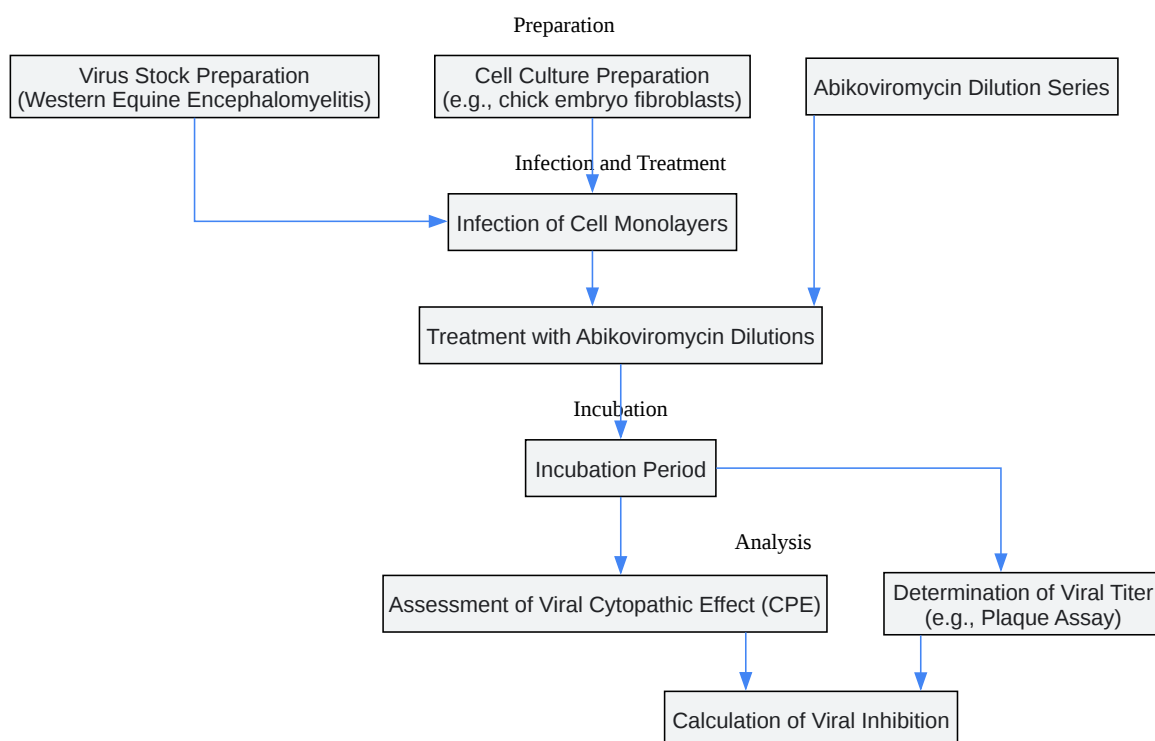 Preparation
Virus Stock Preparation
(Western Equine Encephalomyelitis)
Cell Culture Preparation
(e.g., chick embryo fibroblasts)
Abikoviromycin Dilution Series
Infection and Treatment
Infection of Cell Monolayers
Treatment with Abikoviromycin Dilutions
Incubation
Incubation Period
Analysis
Assessment of Viral Cytopathic Effect (CPE)
Determination of Viral Titer
(e.g., Plaque Assay)
Calculation of Viral Inhibition